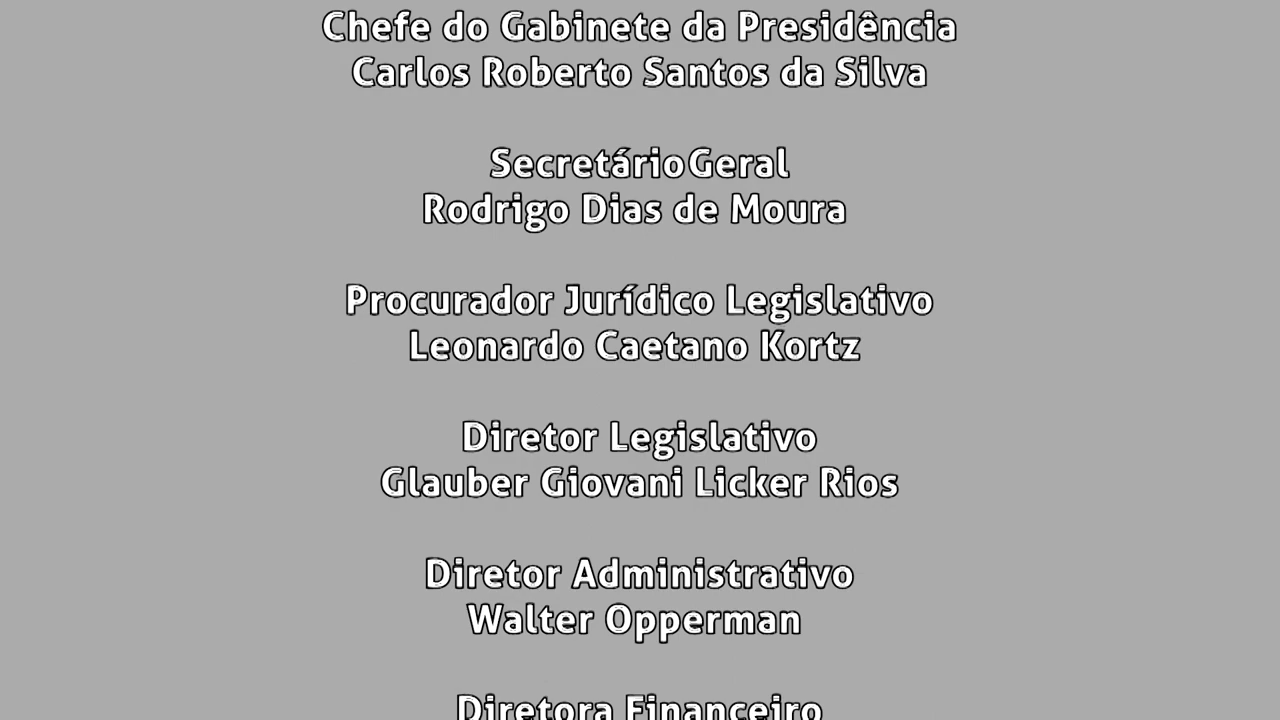 Chefe do Gabinete da Presidência
Carlos Roberto Santos da Silva
SecretárioGeral
Rodrigo Dias de Moura
Procurador Jurídico Legislativo
Leonardo Caetano Kortz
Diretor Legislativo
Glauber Giovani Licker Rios
Diretor Administrativo
Walter Opperman
Diretora Financeiro